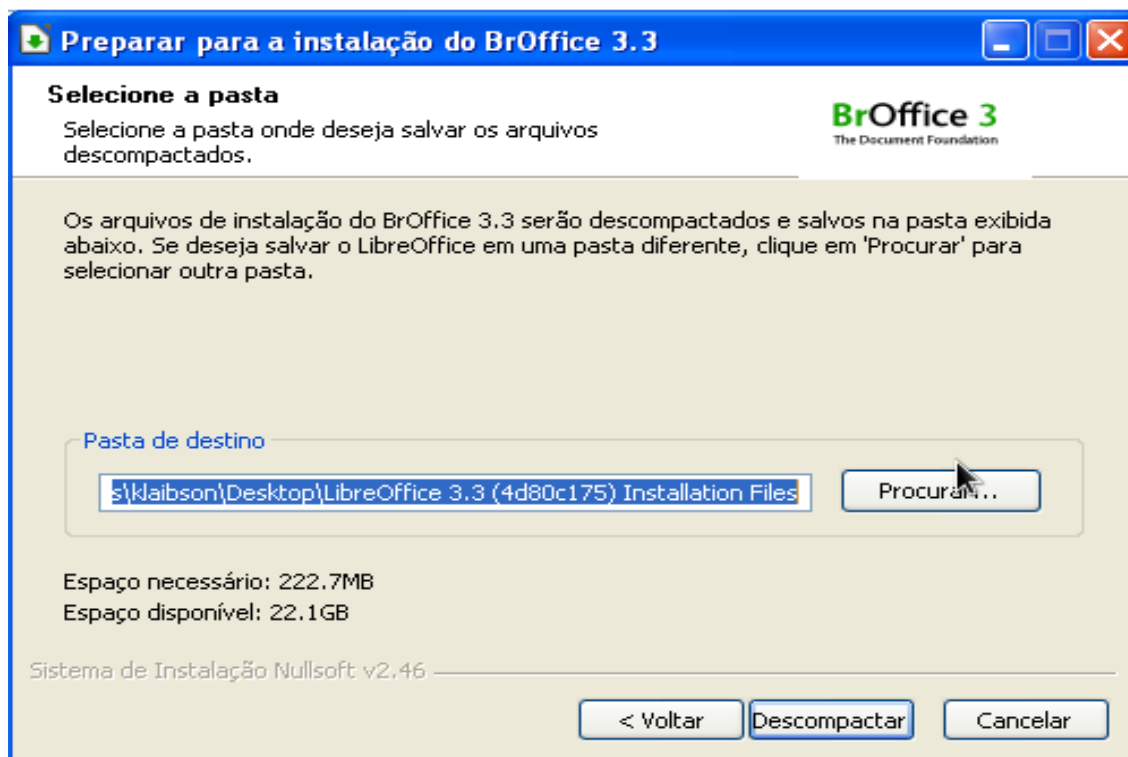 Preparar para a instalação do BrOffice 3.3
Selecione a pasta
Selecione a pasta onde deseja salvar os arquivos
descompactados.
BrOffice 3
The Document Foundation
Os arquivos de instalação do BrOffice 3.3 serão descompactados e salvos na pasta exibida
abaixo. Se deseja salvar o LibreOffice em uma pasta diferente, clique em 'Procurar' para
selecionar outra pasta.
Pasta de destino
s\klaibson\Desktop\LibreOffice 3.3 (4d80c175) Installation Files
Procurar...
Espaço necessário: 222.7MB
Espaço disponível: 22.1GB
Sistema de Instalação Nullsoft v2.46
< Voltar
Descompactar
Cancelar